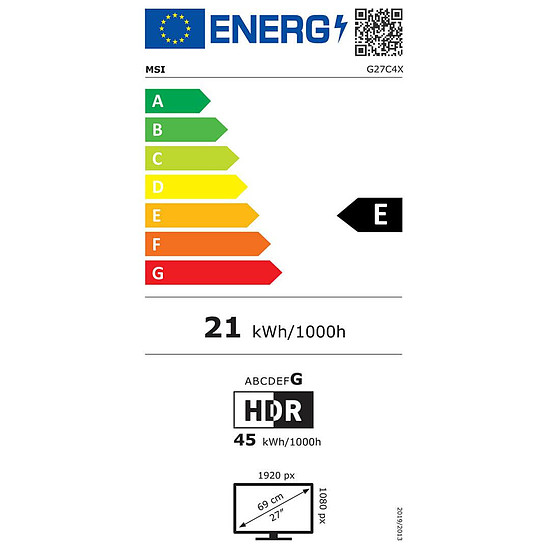 ENERG
MSI G27C4X
A
B
C
D
E
E
F
G
21 kWh/1000h
ABCDEFG
HDR
45 kWh/1000h
1920 px
69 cm
27"
1080 px
2019/2013